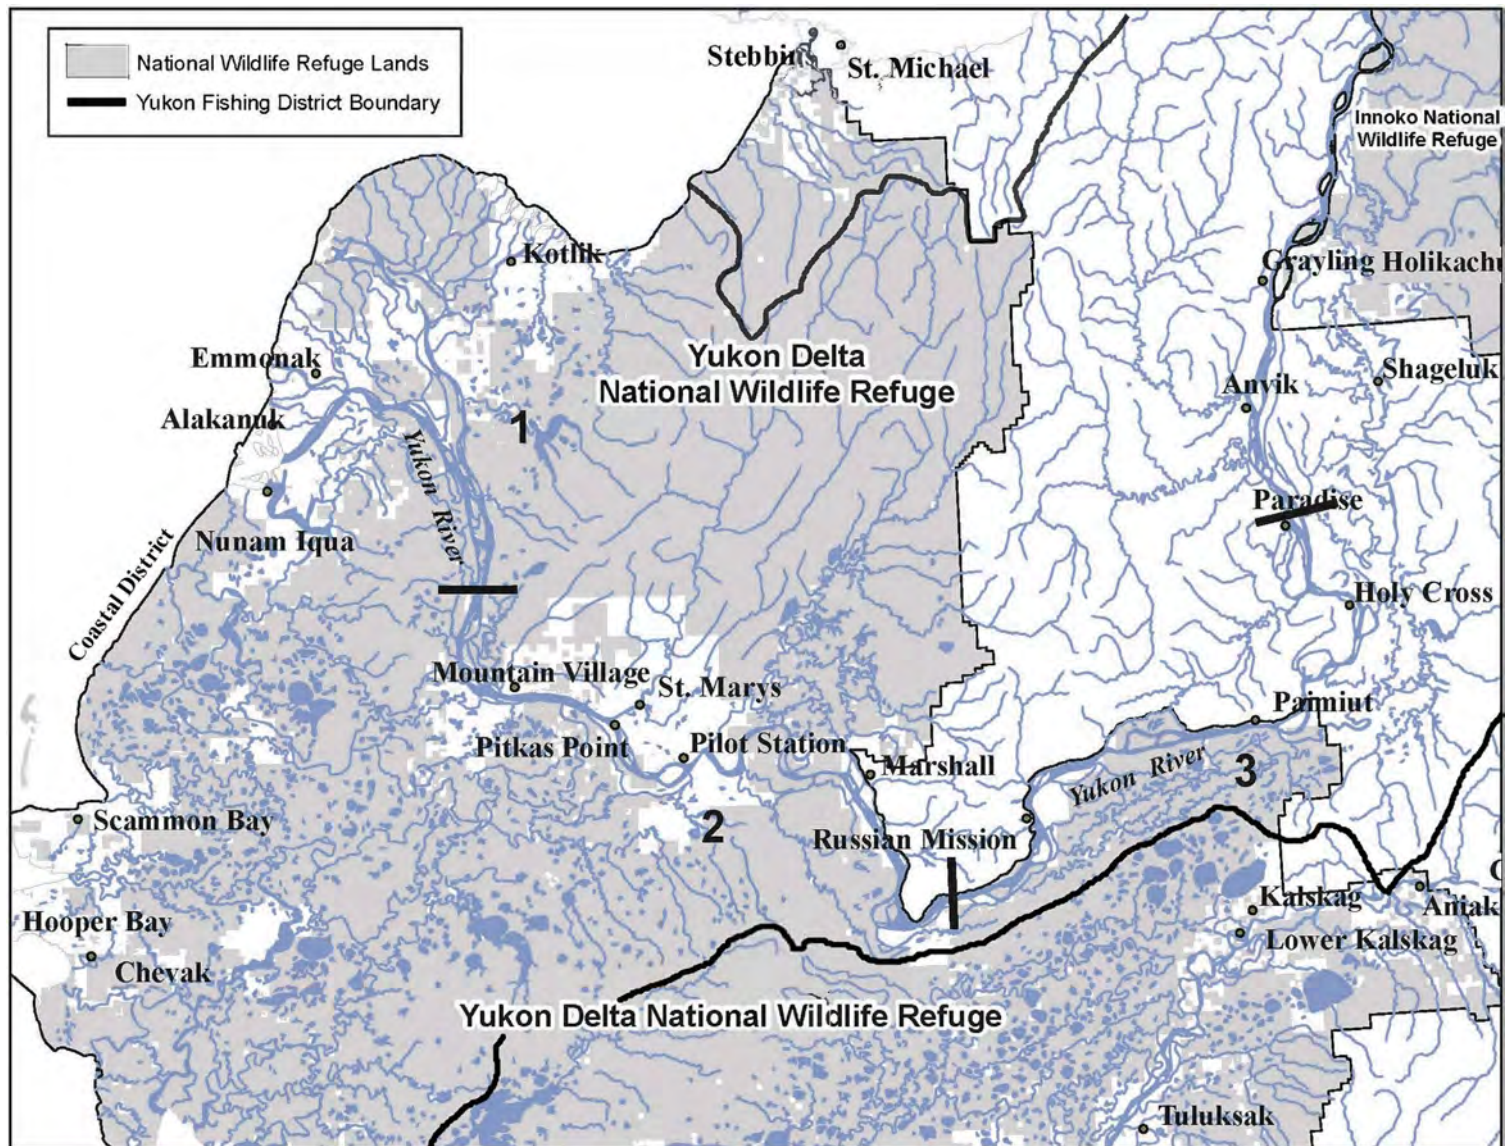 National Wildlife Refuge Lands
Yukon Fishing District Boundary
Stebbins
St. Michael
Innoko National
Wildlife Refuge
Kotlik
Grayling Holikachu
Emmonak
Yukon Delta
National Wildlife Refuge
Shageluk
Anvik
Alakanuk
1
Yukon River
Paradise
Nunam Iqua
Coastal District
Holy Cross
Mountain Village
St. Marys
Paimiut
Pitkas Point
Pilot Station
Marshall
Yukon River
3
Scammon Bay
2
Russian Mission
Kalskag
Aniak
Hooper Bay
Lower Kalskag
Chevak
Yukon Delta National Wildlife Refuge
Tuluksak